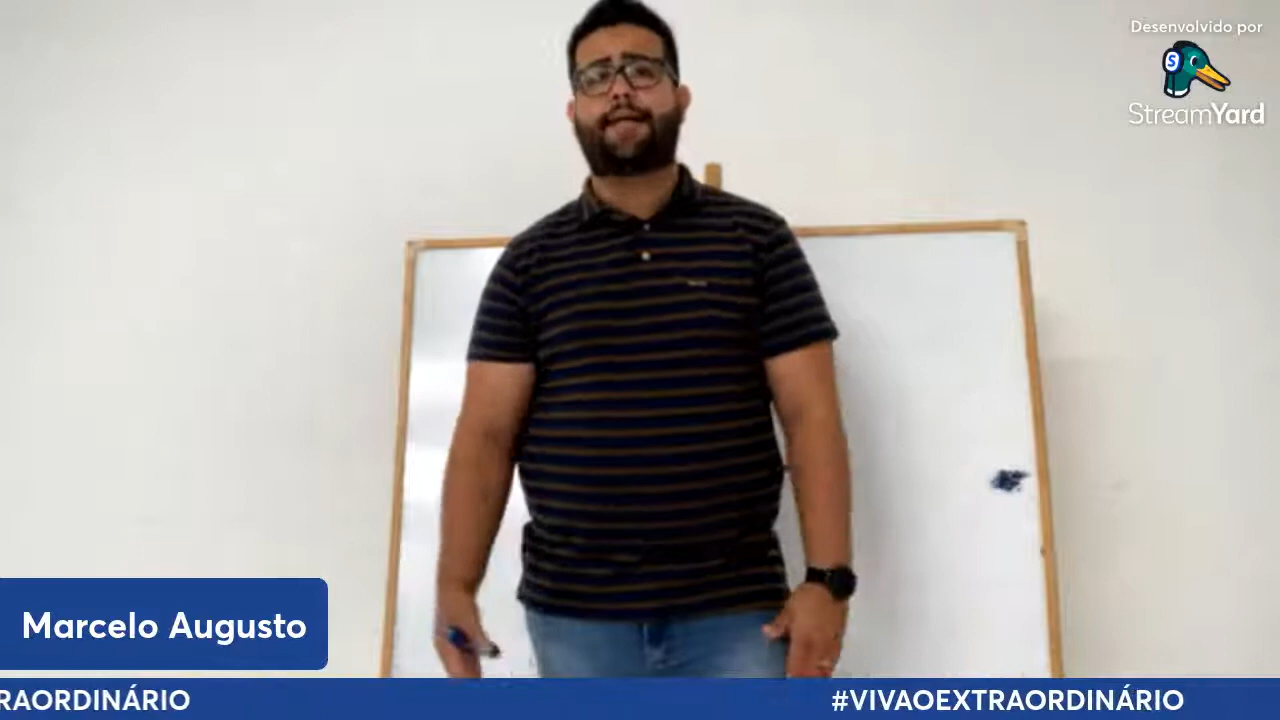 Desenvolvido por
S
StreamYard
Marcelo Augusto
RAORDINÁRIO
#VIVAOEXTRAORDINÁRIO